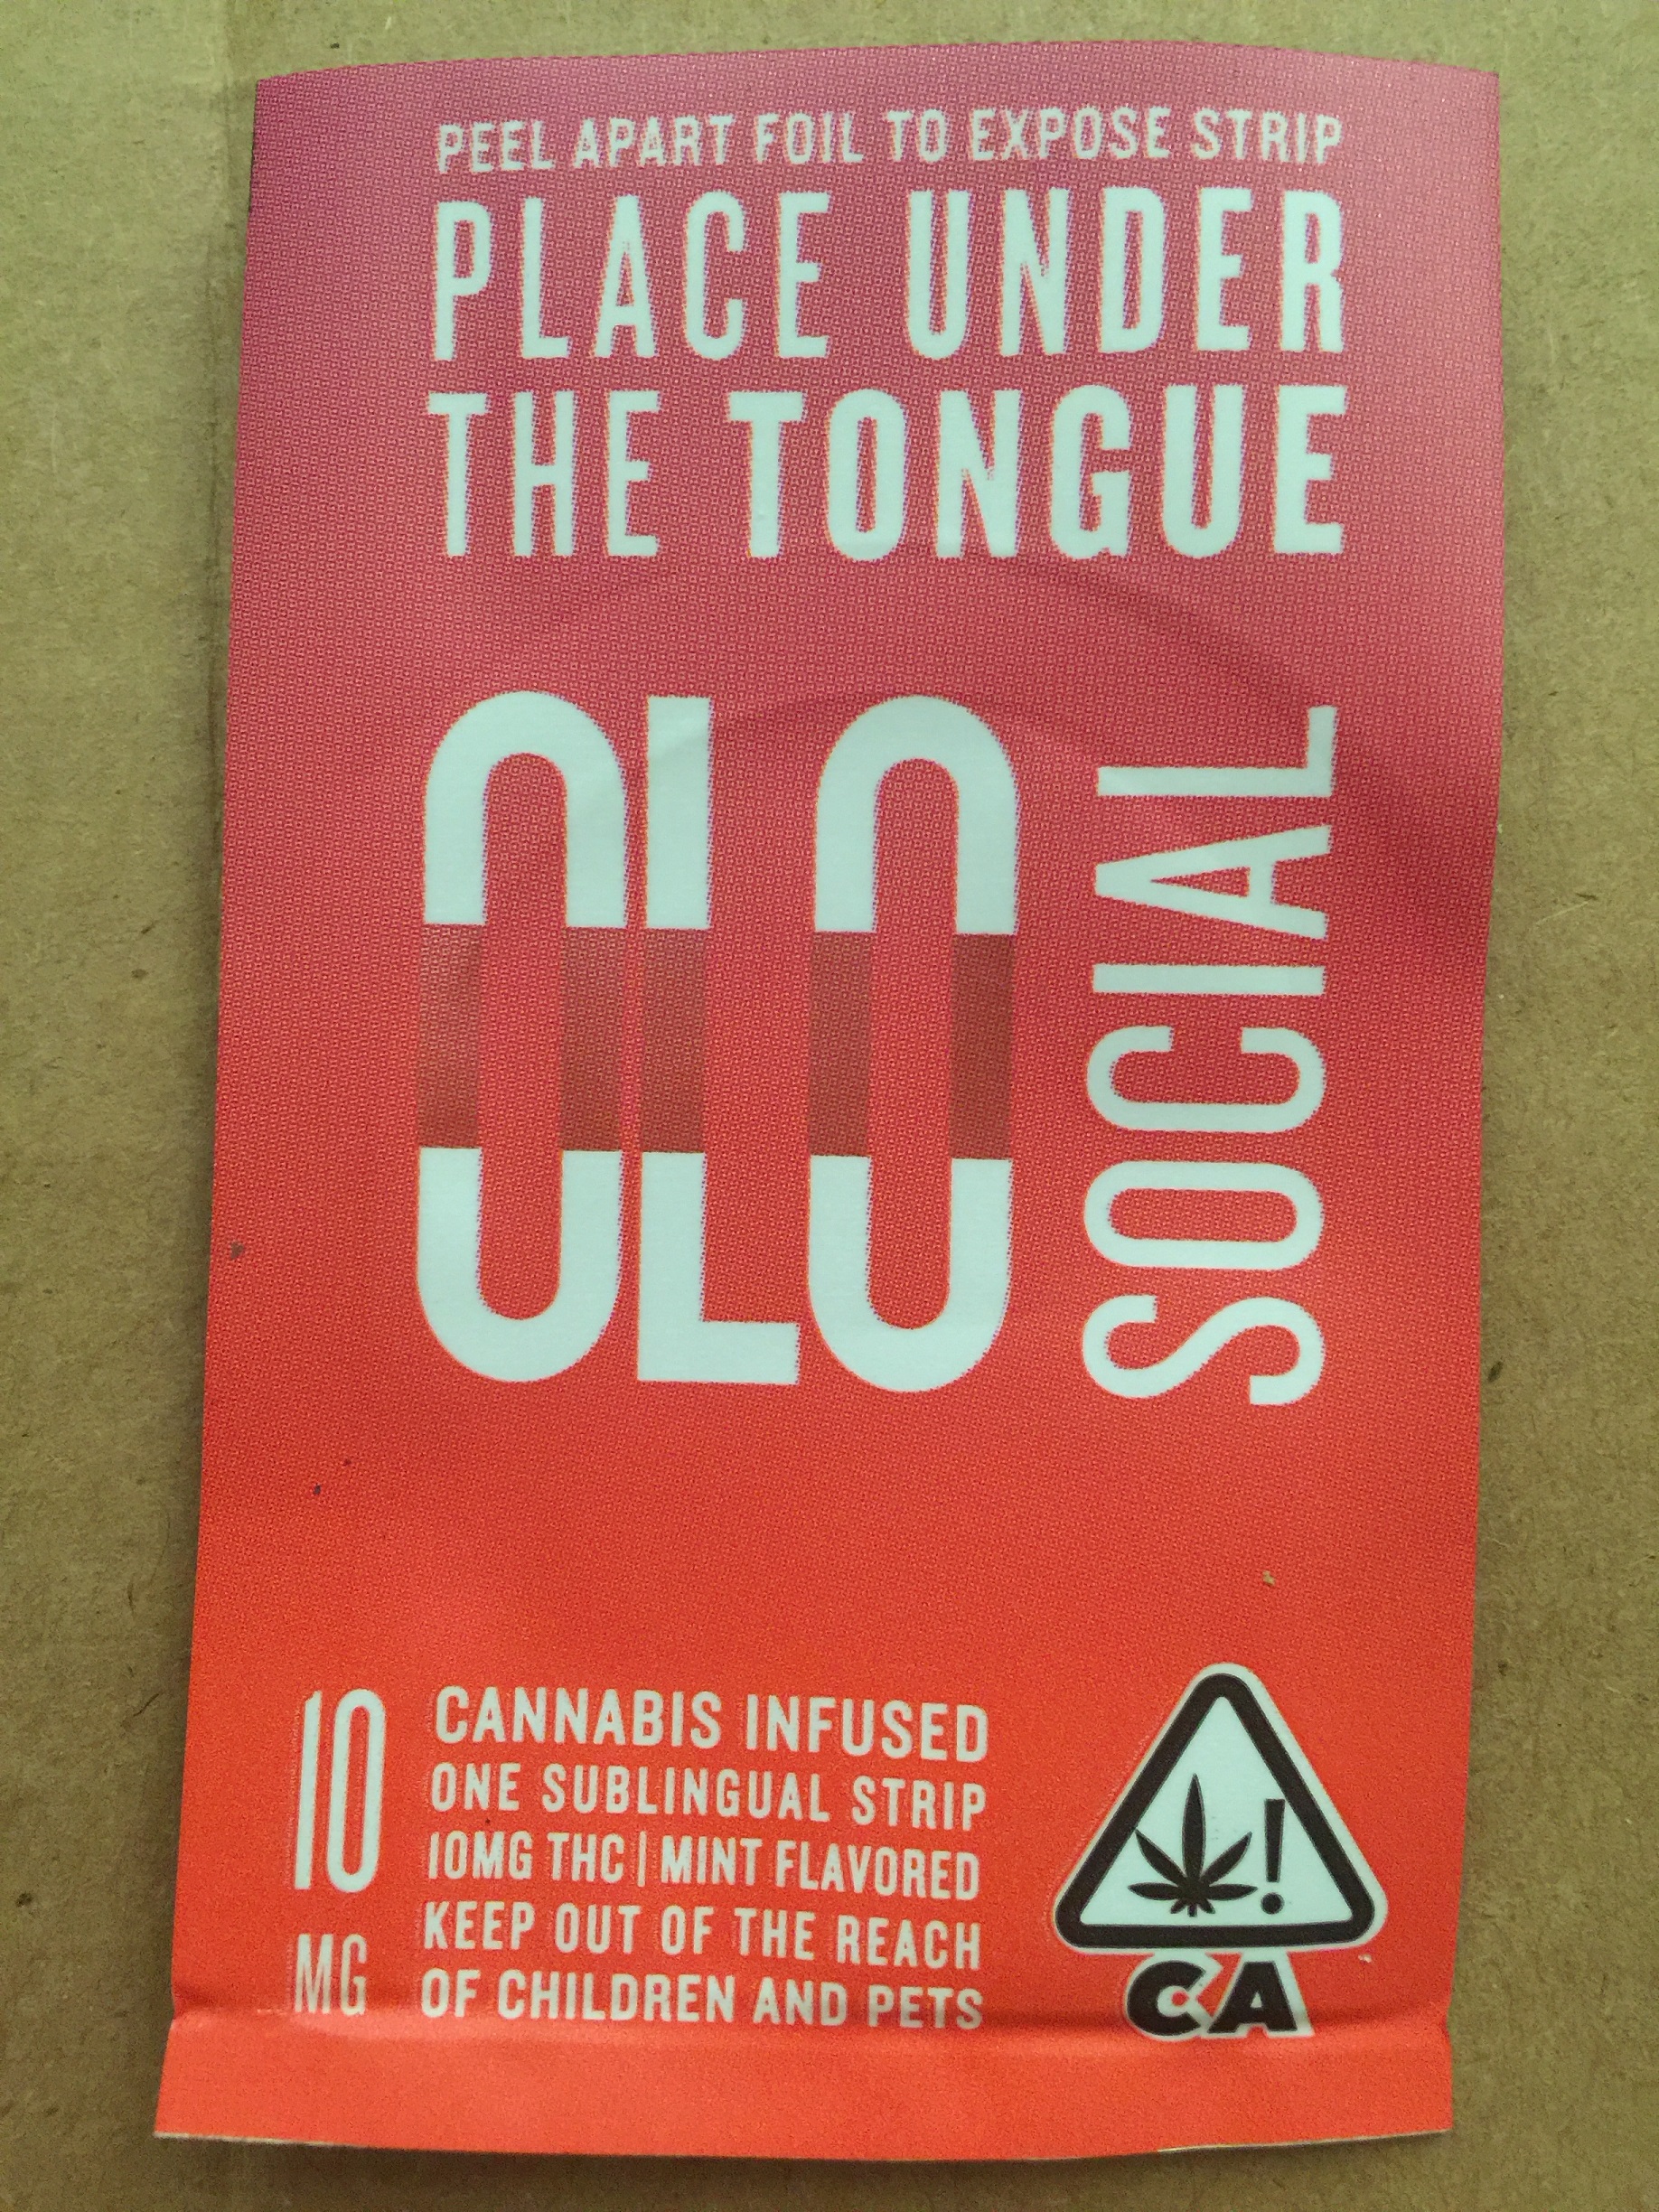 PEEL APART FOIL TO EXPOSE STRIP
PLACE UNDER
THE TONGUE
OLO
SOCIAL
10
MG
CANNABIS INFUSED
ONE SUBLINGUAL STRIP
10MG THC | MINT FLAVORED
KEEP OUT OF THE REACH
OF CHILDREN AND PETS
!
CA